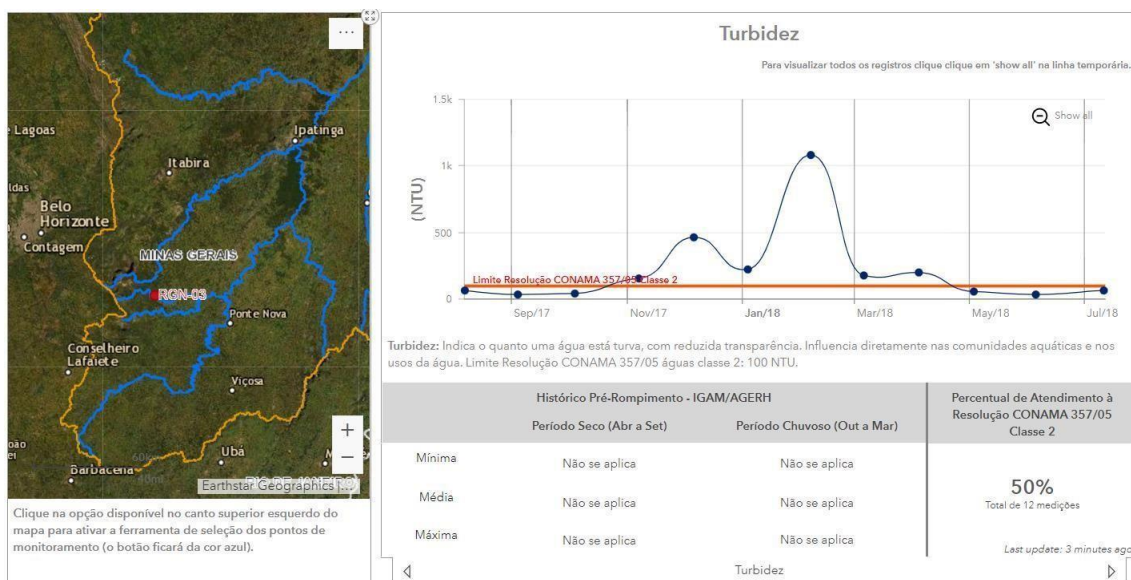 e Lagoas
Ipatinga
Itabira
ldas
Belo
Horizonte
Contagem
MINAS GERAIS
RGN-03
Ponte Nova
Conselheiro
Lafaiete
Viçosa
Ubá
Barbacena
60km
40mi
RIO DE JANEIRO
Earthstar Geographics |...
Clique na opção disponível no canto superior esquerdo do
mapa para ativar a ferramenta de seleção dos pontos de
monitoramento (o botão ficará da cor azul).
Turbidez
Para visualizar todos os registros clique clique em 'show all' na linha temporária.
Show all
(NTU)
1.5k
1k
500
0
Limite Resolução CONAMA 357/05 Classe 2
Sep/17 Nov/17 Jan/18 Mar/18 May/18 Jul/18
Turbidez: Indica o quanto uma água está turva, com reduzida transparência. Influencia diretamente nas comunidades aquáticas e nos
usos da água. Limite Resolução CONAMA 357/05 águas classe 2: 100 NTU.
Histórico Pré-Rompimento - IGAM/AGERH
Período Seco (Abr a Set) Período Chuvoso (Out a Mar)
Mínima Não se aplica Não se aplica
Média Não se aplica Não se aplica
Máxima Não se aplica Não se aplica
Percentual de Atendimento à
Resolução CONAMA 357/05
Classe 2
50%
Total de 12 medições
Last update: 3 minutes ago
Turbidez